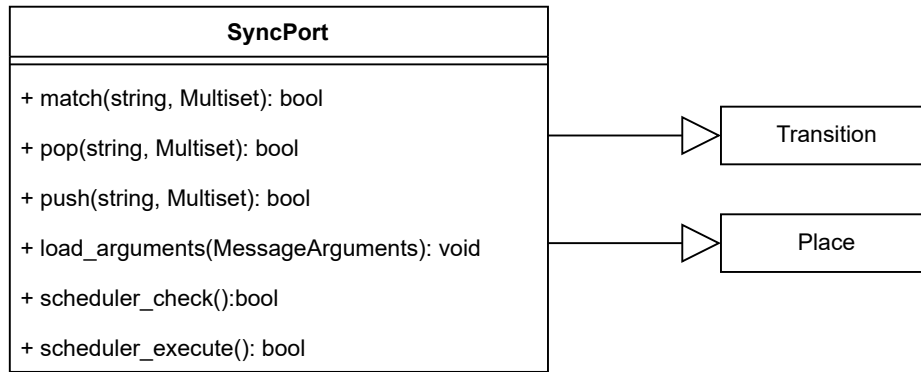 SyncPort
+ match(string, Multiset): bool
+ pop(string, Multiset): bool
+ push(string, Multiset): bool
+ load_arguments(MessageArguments): void
+ scheduler_check():bool
+ scheduler_execute(): bool
Transition
Place